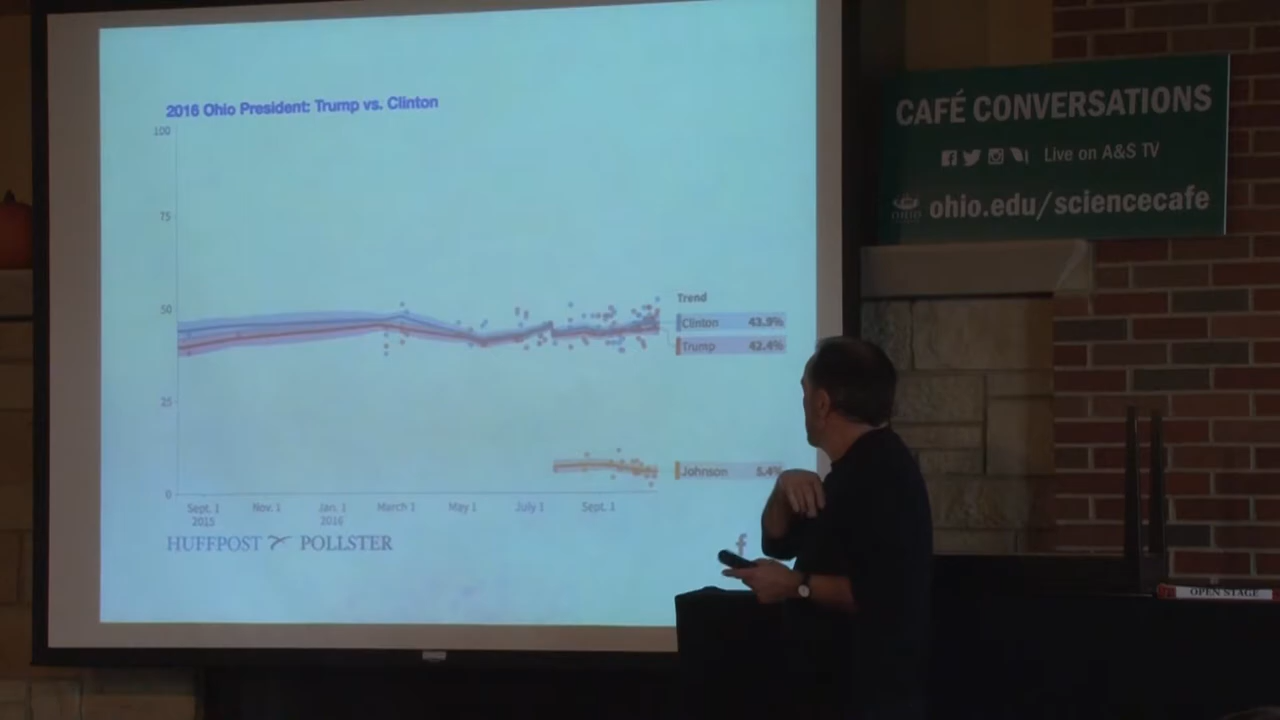 2016 Ohio President: Trump vs. Clinton
100
75
50
25
0
Trend
Clinton 43.9%
Trump 42.4%
Johnson 5.4%
Sept. 1 Nov. 1 Jan. 1 March 1 May 1 July 1 Sept. 1
2015 2016
HUFFPOST POLLSTER
f
CAFÉ CONVERSATIONS
Live on A&S TV
OHIO
ohio.edu/sciencecafe
OPEN STAGE